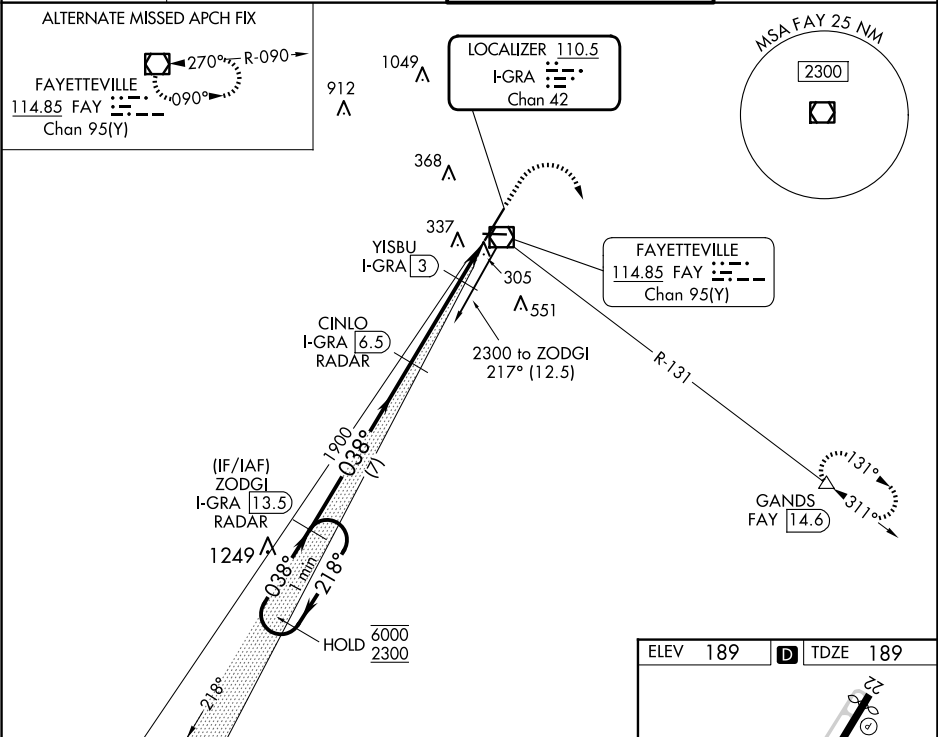 ALTERNATE MISSED APCH FIX
270°
R-090
FAYETTEVILLE
114.85 FAY
Chan 95(Y)
090°
912
1049
LOCALIZER 110.5
I-GRA
Chan 42
MSA FAY 25 NM
2300
368
337
YISBU
I-GRA 3
305
551
FAYETTEVILLE
114.85 FAY
Chan 95(Y)
CINLO
I-GRA 6.5
RADAR
2300 to ZODGI
217° (12.5)
R-131
1900
038°
(7)
(IF/IAF)
ZODGI
I-GRA 13.5
RADAR
1249
131°
311°
GANDS
FAY 14.6
038°
1 min
218°
HOLD 6000
2300
218°
ELEV 189 D TDZE 189
22